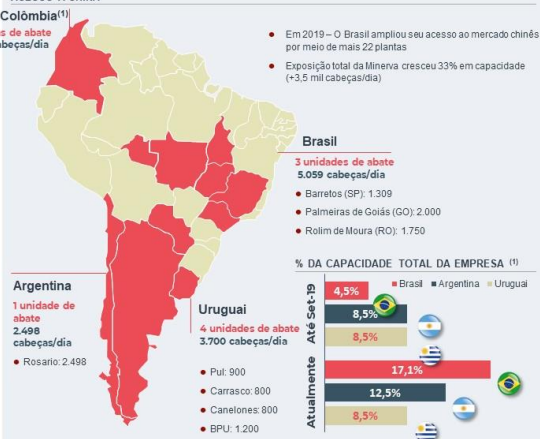 Colômbia(1)
s de abate
cabeças/dia
Em 2019 – O Brasil ampliou seu acesso ao mercado chinês
por meio de mais 22 plantas
Exposição total da Minerva cresceu 33% em capacidade
(+3,5 mil cabeças/dia)
Brasil
3 unidades de abate
5.059 cabeças/dia
Barretos (SP): 1.309
Palmeiras de Goiás (GO): 2.000
Rolim de Moura (RO): 1.750
Argentina
1 unidade de
abate
2.498
cabeças/dia
Rosario: 2.498
Uruguai
4 unidades de abate
3.700 cabeças/dia
Pul: 900
Carrasco: 800
Canelones: 800
BPU: 1.200
% DA CAPACIDADE TOTAL DA EMPRESA (1)
Brasil Argentina Uruguai
Até Set-19
4,5%
8,5%
8,5%
Atualmente
17,1%
12,5%
8,5%